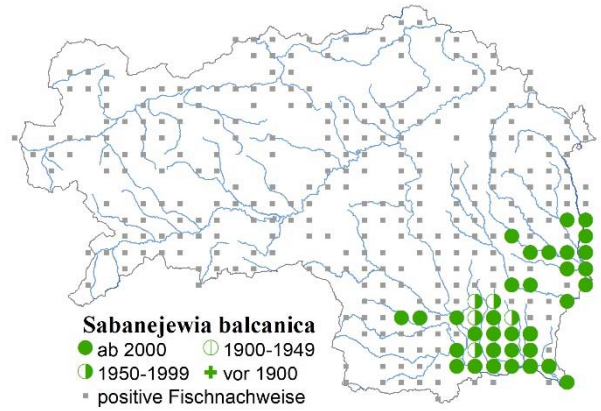 Sabanejewia balcanica
ab 2000 1900-1949
1950-1999 vor 1900
positive Fischnachweise